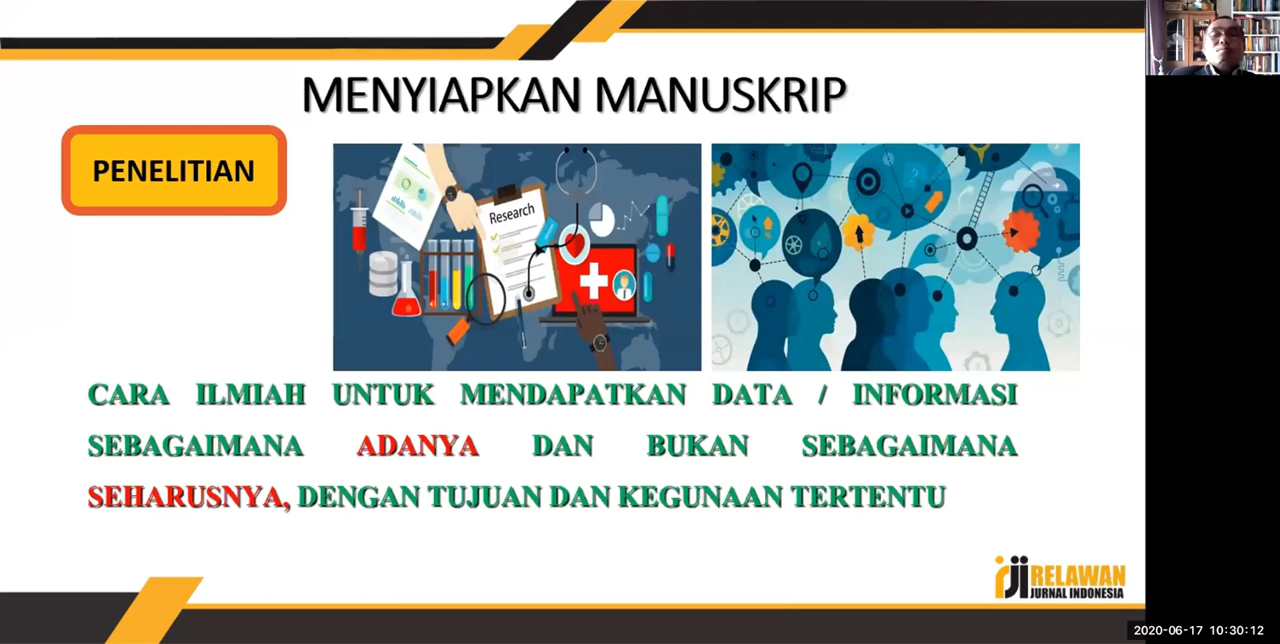 MENYIAPKAN MANUSKRIP
PENELITIAN
Research
CARA ILMIAH UNTUK MENDAPATKAN DATA / INFORMASI
SEBAGAIMANA ADANYA DAN BUKAN SEBAGAIMANA
SEHARUSNYA, DENGAN TUJUAN DAN KEGUNAAN TERTENTU
rji RELAWAN
JURNAL INDONESIA
2020-06-17 10:30:12